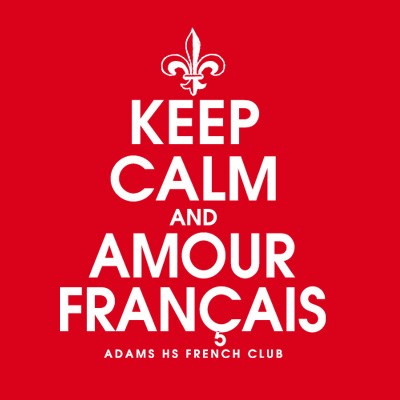 KEEP
CALM
AND
AMOUR
FRANÇAIS
ADAMS HS FRENCH CLUB